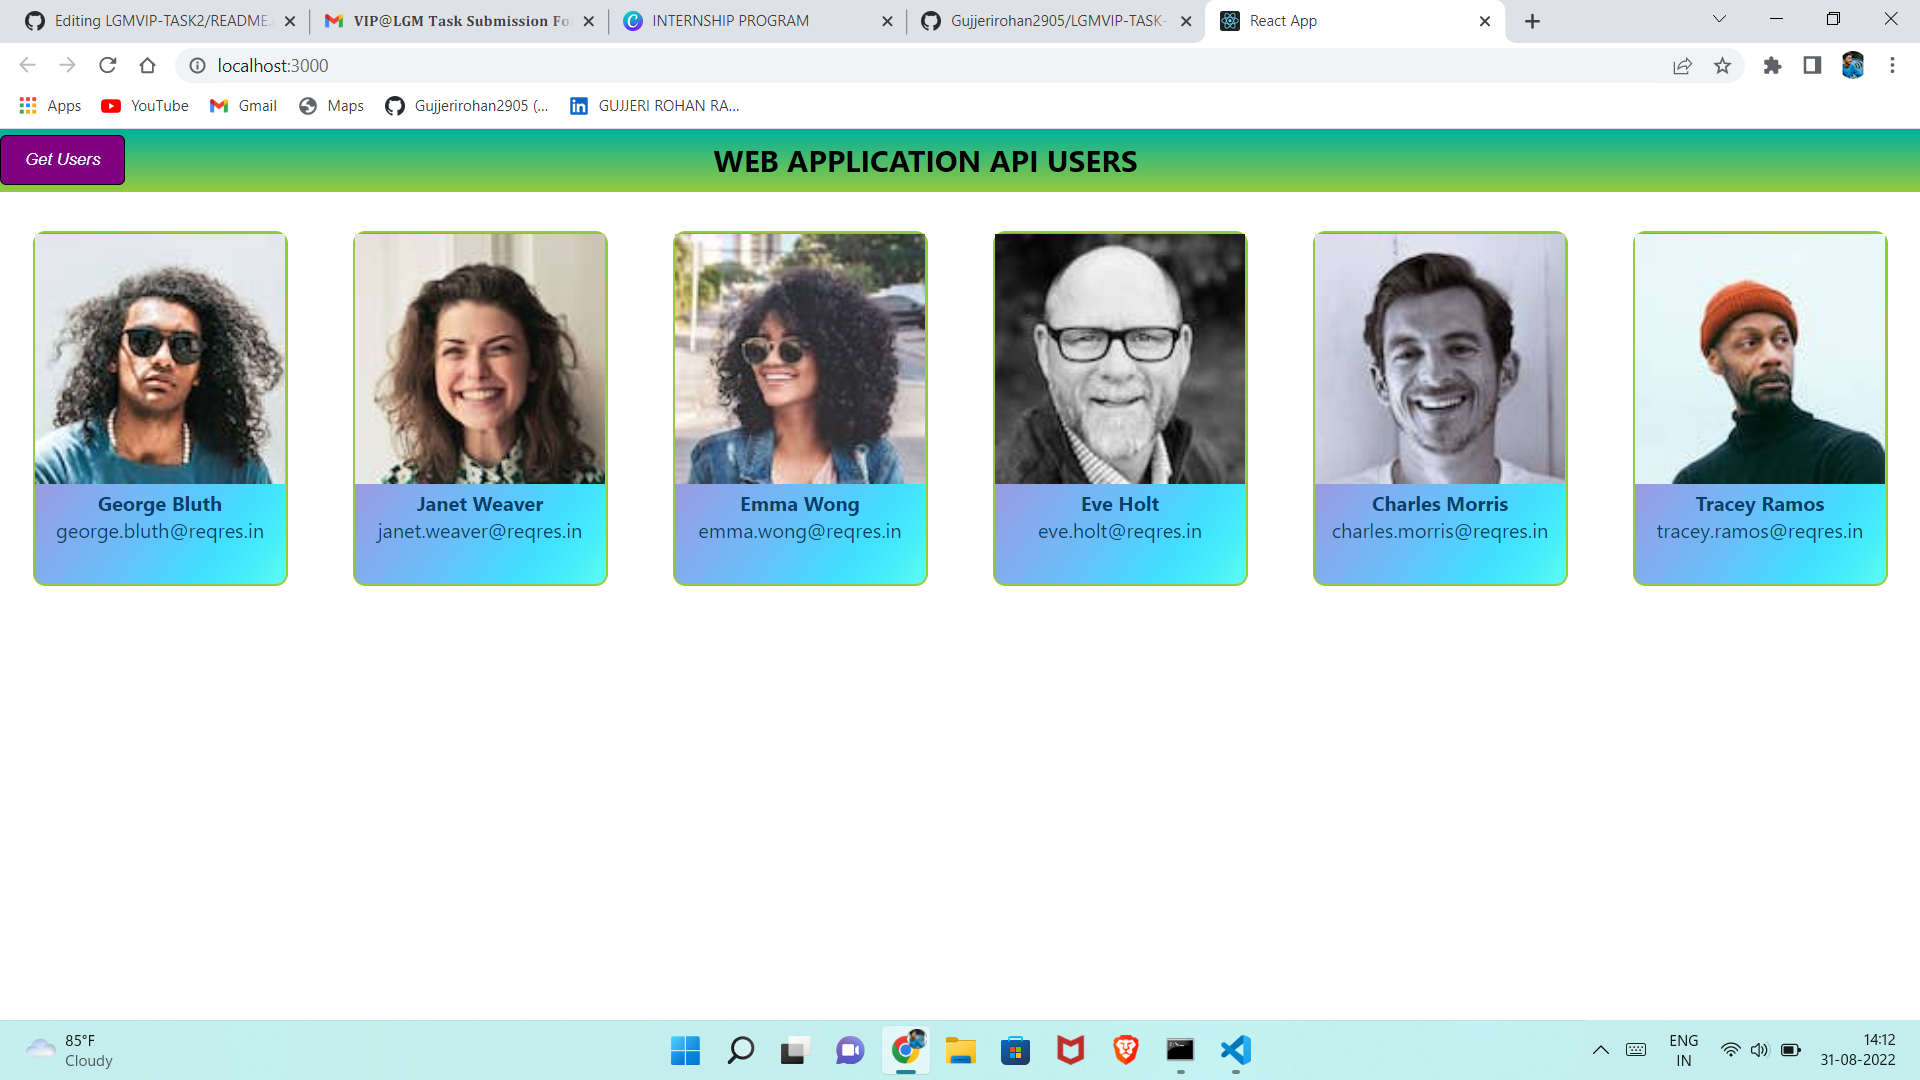 Editing LGMVIP-TASK2/README.
VIP@LGM Task Submission Fo
INTERNSHIP PROGRAM
Gujjerirohan2905/LGMVIP-TASK-
React App
localhost:3000
Apps
YouTube
Gmail
Maps
Gujjerirohan2905 (...
GUJJERI ROHAN RA...
Get Users
WEB APPLICATION API USERS
George Bluth
george.bluth@reqres.in
Janet Weaver
janet.weaver@reqres.in
Emma Wong
emma.wong@reqres.in
Eve Holt
eve.holt@reqres.in
Charles Morris
charles.morris@reqres.in
Tracey Ramos
tracey.ramos@reqres.in
85°F
Cloudy
ENG
IN
14:12
31-08-2022